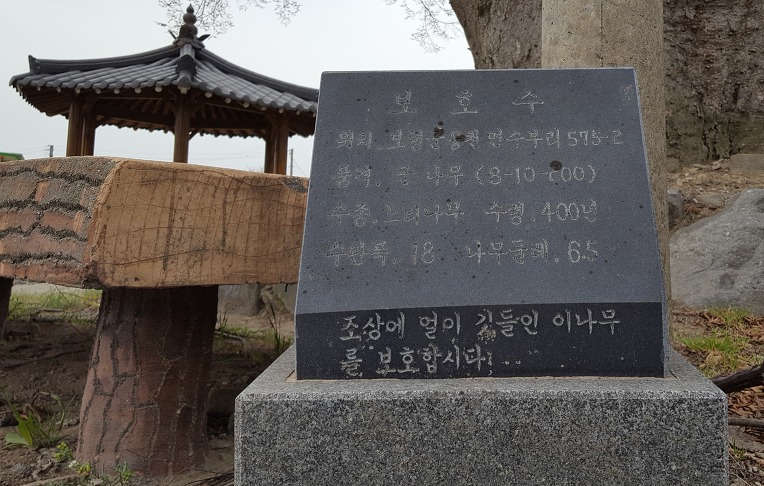 보 호 수
위치. 보령군 웅천면 수부리 575-2
품격. 군 나무 (8-10-200)
수종. 느티나무 수령. 400년
수관폭. 18 나무둘레. 6.5
조상에 얼이 깃들인 이나무
를 보호합시다.